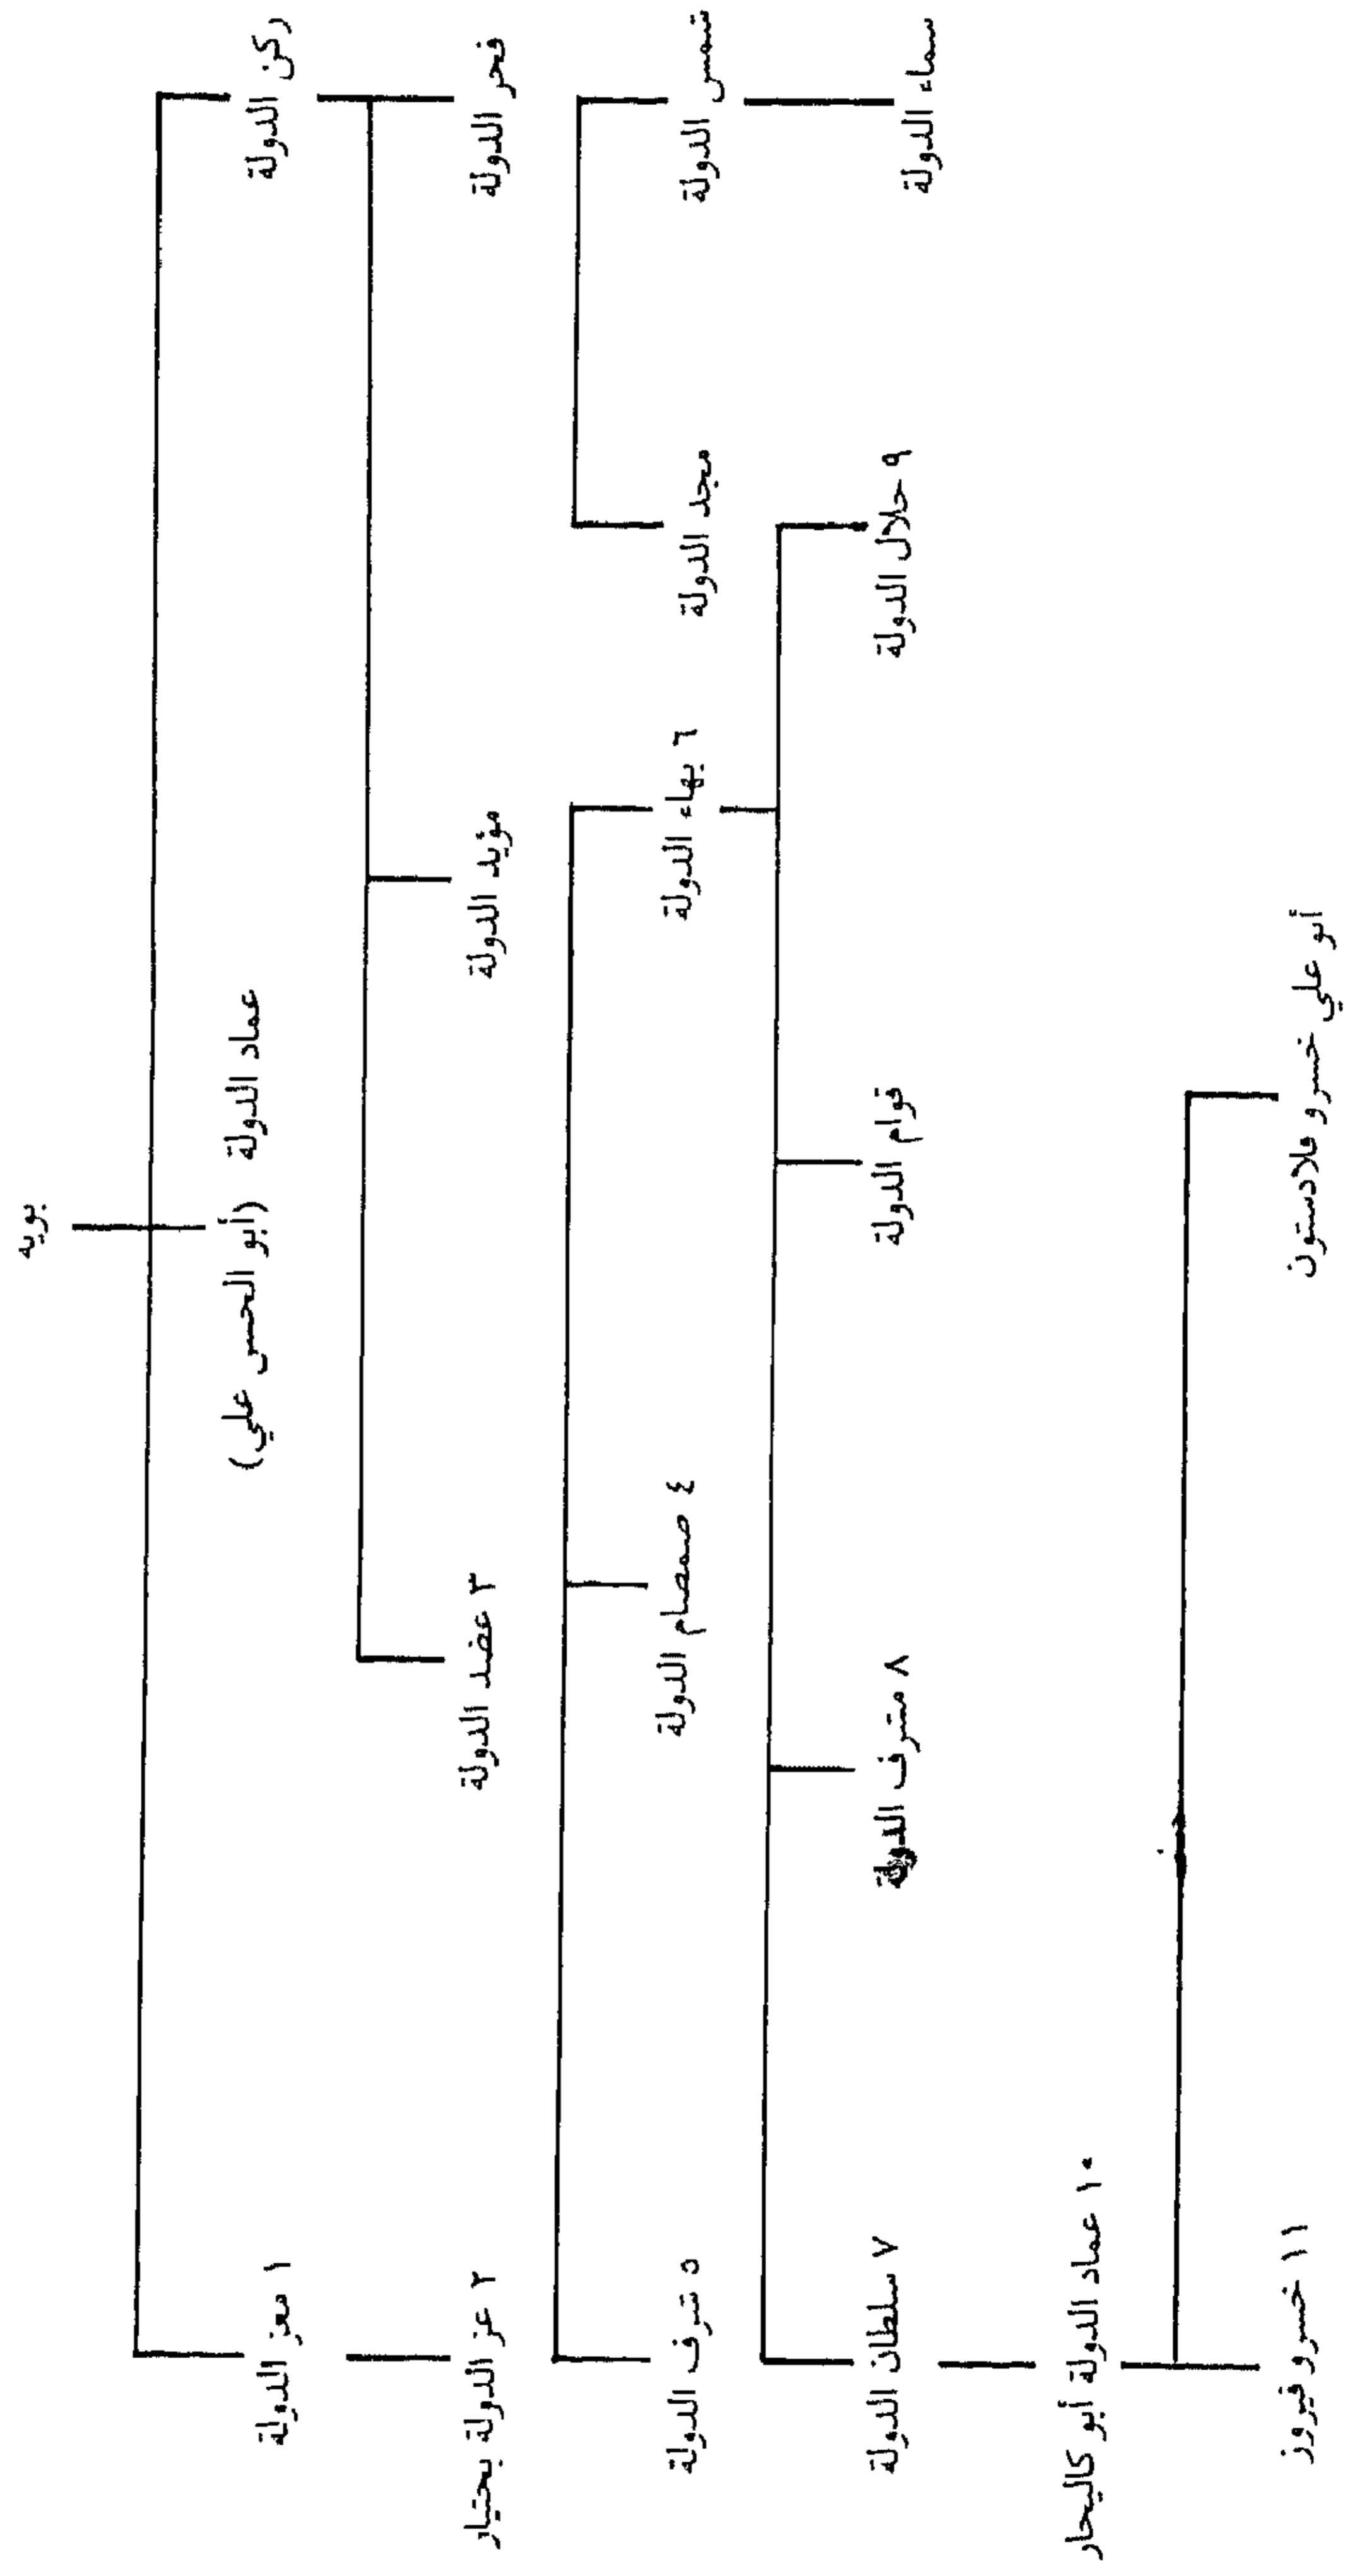 بويه
ركن الدولة
عماد الدولة (أبو الحسن علي)
١ معز الدولة
فخر الدولة
مؤيد الدولة
٣ عضد الدولة
٢ عز الدولة بختيار
شمس الدولة
مجد الدولة
٦ بهاء الدولة
٤ صمصام الدولة
٥ شرف الدولة
سماء الدولة
٩ جلال الدولة
قوام الدولة
٨ مشرف الدولة
٧ سلطان الدولة
١٠ عماد الدولة أبو كاليجار
أبو علي خسرو فلادستون
١١ خسرو فيروز